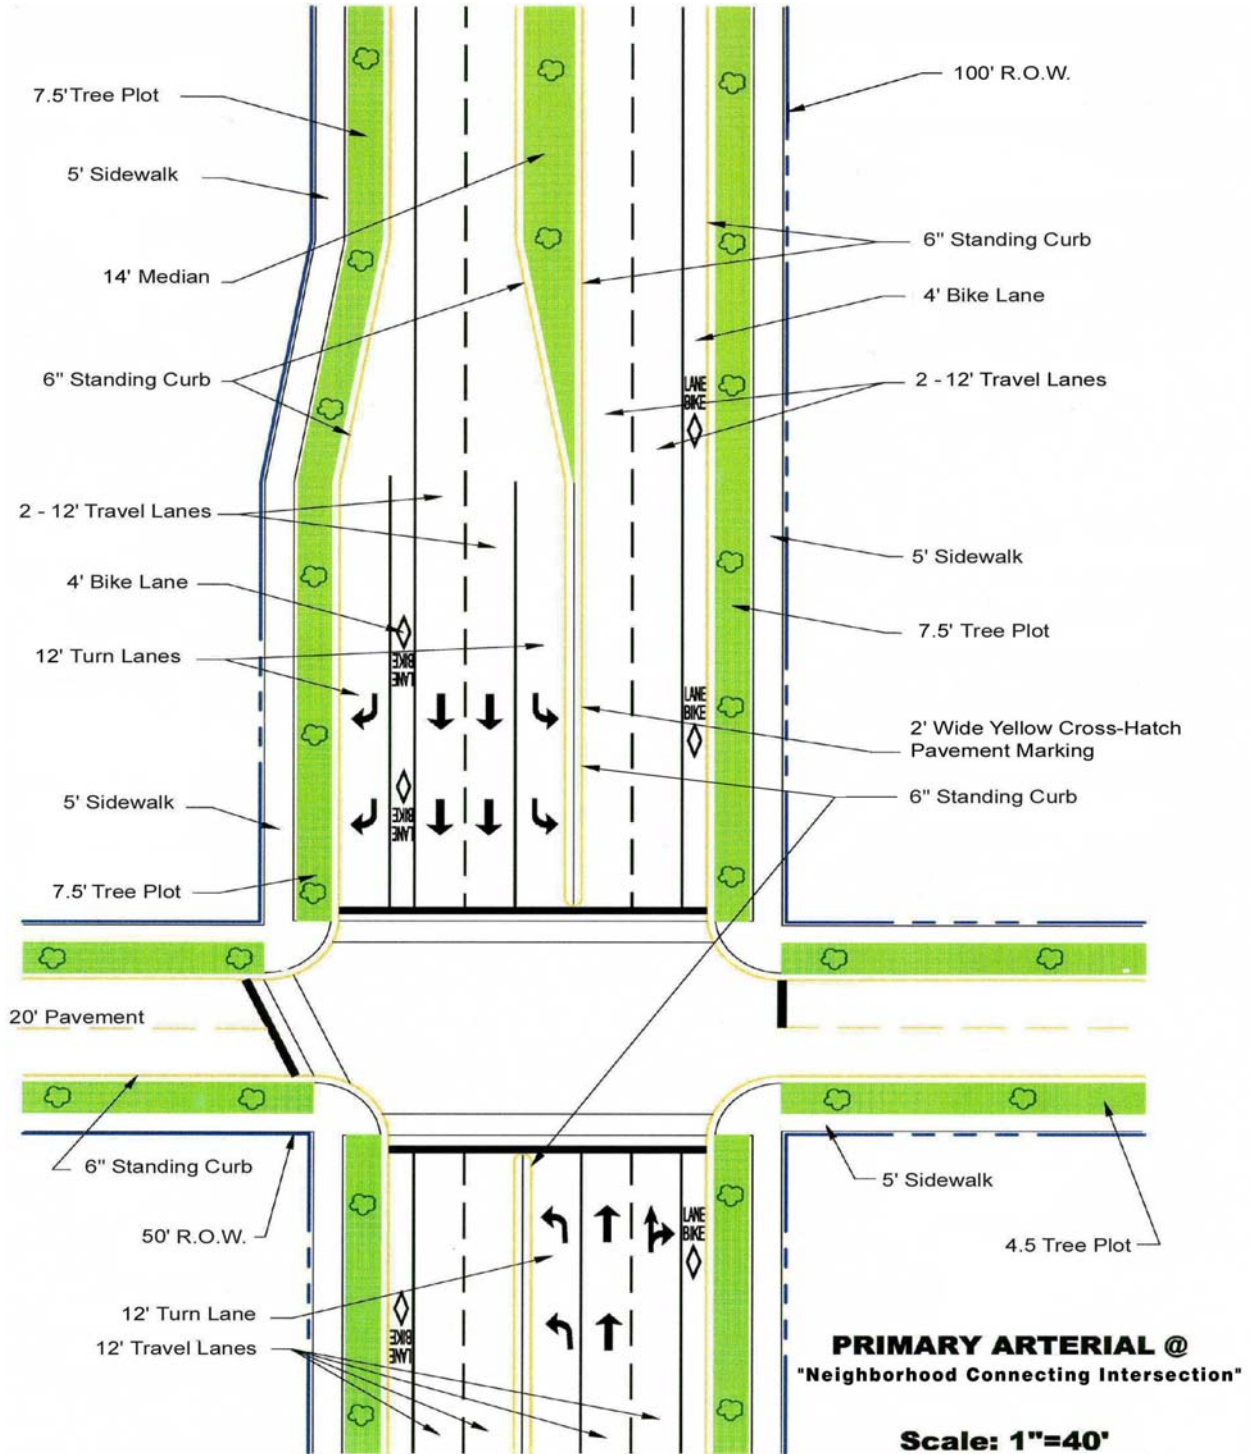 100' R.O.W.
7.5' Tree Plot
5' Sidewalk
6" Standing Curb
14' Median
4' Bike Lane
6" Standing Curb
2 - 12' Travel Lanes
LANE
BIKE
2 - 12' Travel Lanes
5' Sidewalk
4' Bike Lane
7.5' Tree Plot
12' Turn Lanes
BIKE
LANE
LANE
BIKE
2' Wide Yellow Cross-Hatch
Pavement Marking
5' Sidewalk
6" Standing Curb
BIKE
LANE
7.5' Tree Plot
20' Pavement
6" Standing Curb
5' Sidewalk
50' R.O.W.
LANE
BIKE
4.5 Tree Plot
12' Turn Lane
BIKE
LANE
12' Travel Lanes
PRIMARY ARTERIAL @
"Neighborhood Connecting Intersection"
Scale: 1"=40'